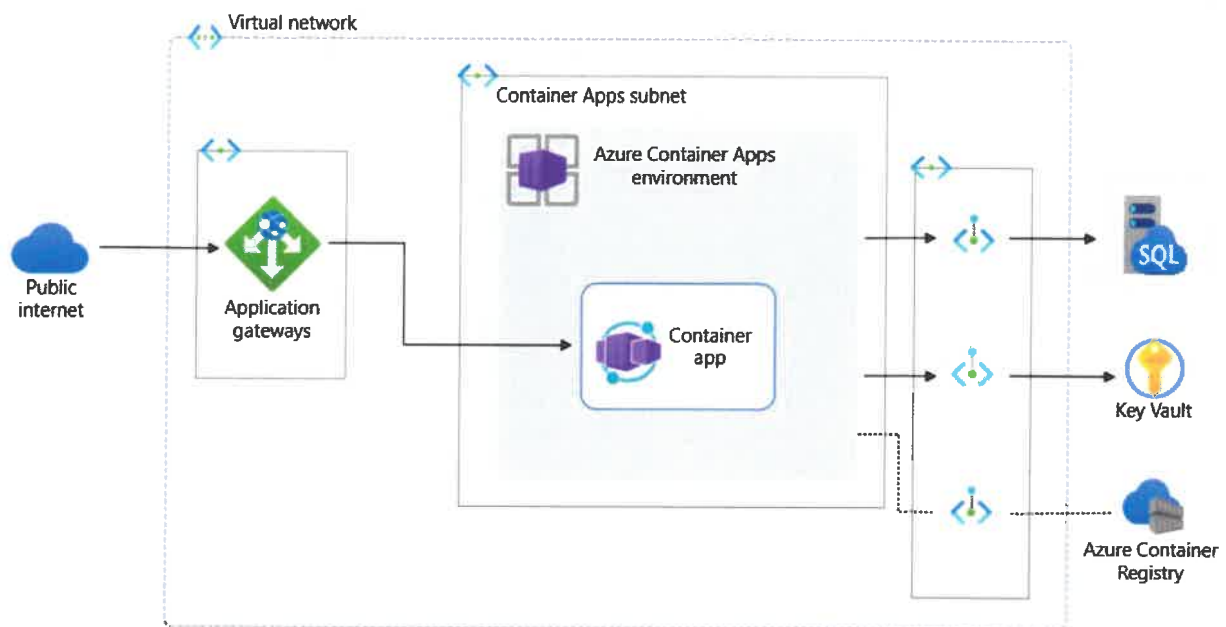 Virtual network
Container Apps subnet
Azure Container Apps
environment
Public
internet
Application
gateways
Container
app
SQL
Key Vault
Azure Container
Registry